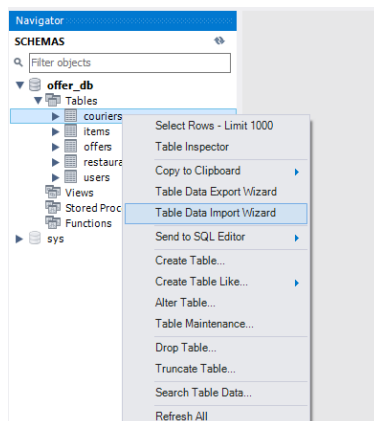 Navigator
SCHEMAS
Filter objects
offer_db
Tables
couriers
items
offers
restaura
users
Views
Stored Proc
Functions
sys
Select Rows - Limit 1000
Table Inspector
Copy to Clipboard
Table Data Export Wizard
Table Data Import Wizard
Send to SQL Editor
Create Table...
Create Table Like...
Alter Table...
Table Maintenance...
Drop Table...
Truncate Table...
Search Table Data...
Refresh All